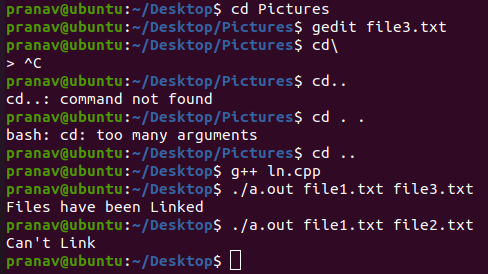 pranav@ubuntu:~/Desktop$ cd Pictures
pranav@ubuntu:~/Desktop/Pictures$ gedit file3.txt
pranav@ubuntu:~/Desktop/Pictures$ cd\
> ^C
pranav@ubuntu:~/Desktop/Pictures$ cd..
cd..: command not found
pranav@ubuntu:~/Desktop/Pictures$ cd . .
bash: cd: too many arguments
pranav@ubuntu:~/Desktop/Pictures$ cd ..
pranav@ubuntu:~/Desktop$ g++ ln.cpp
pranav@ubuntu:~/Desktop$ ./a.out file1.txt file3.txt
Files have been Linked
pranav@ubuntu:~/Desktop$ ./a.out file1.txt file2.txt
Can't Link
pranav@ubuntu:~/Desktop$